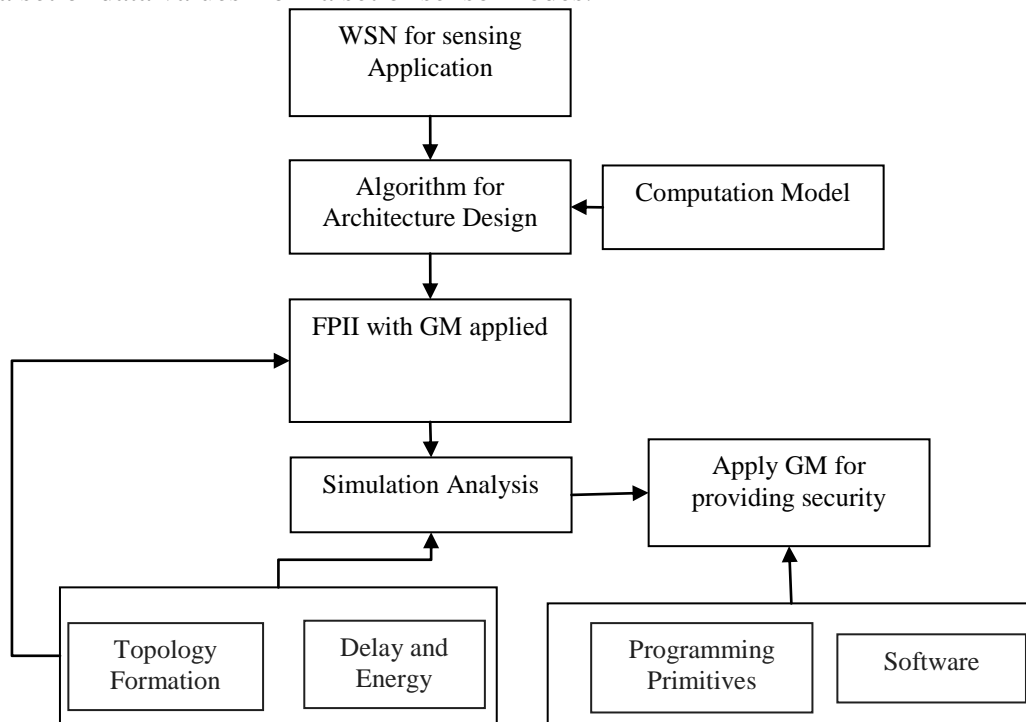 WSN for sensing
Application
Algorithm for
Architecture Design
Computation Model
FPII with GM applied
Simulation Analysis
Apply GM for
providing security
Topology
Formation
Delay and
Energy
Programming
Primitives
Software